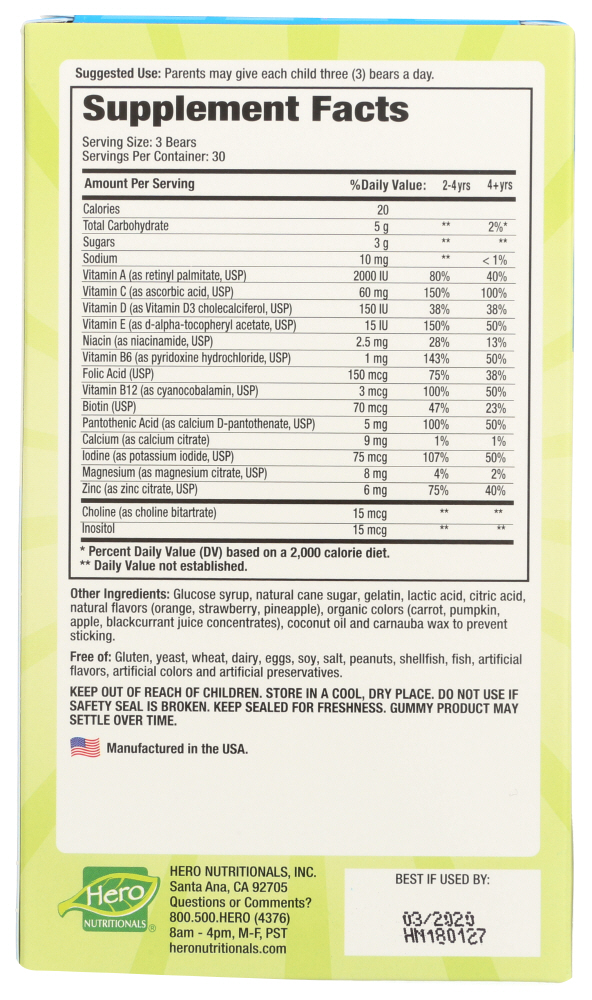 Suggested Use: Parents may give each child three (3) bears a day.
Supplement Facts
Serving Size: 3 Bears
Servings Per Container: 30
Amount Per Serving %Daily Value: 2-4yrs 4+yrs
Calories 20
Total Carbohydrate 5 g ** 2%*
Sugars 3 g ** **
Sodium 10 mg ** < 1%
Vitamin A (as retinyl palmitate, USP) 2000 IU 80% 40%
Vitamin C (as ascorbic acid, USP) 60 mg 150% 100%
Vitamin D (as Vitamin D3 cholecalciferol, USP) 150 IU 38% 38%
Vitamin E (as d-alpha-tocopheryl acetate, USP) 15 IU 150% 50%
Niacin (as niacinamide, USP) 2.5 mg 28% 13%
Vitamin B6 (as pyridoxine hydrochloride, USP) 1 mg 143% 50%
Folic Acid (USP) 150 mcg 75% 38%
Vitamin B12 (as cyanocobalamin, USP) 3 mcg 100% 50%
Biotin (USP) 70 mcg 47% 23%
Pantothenic Acid (as calcium D-pantothenate, USP) 5 mg 100% 50%
Calcium (as calcium citrate) 9 mg 1% 1%
Iodine (as potassium iodide, USP) 75 mcg 107% 50%
Magnesium (as magnesium citrate, USP) 8 mg 4% 2%
Zinc (as zinc citrate, USP) 6 mg 75% 40%
Choline (as choline bitartrate) 15 mcg ** **
Inositol 15 mcg ** **
* Percent Daily Value (DV) based on a 2,000 calorie diet.
** Daily Value not established.
Other Ingredients: Glucose syrup, natural cane sugar, gelatin, lactic acid, citric acid,
natural flavors (orange, strawberry, pineapple), organic colors (carrot, pumpkin,
apple, blackcurrant juice concentrates), coconut oil and carnauba wax to prevent
sticking.
Free of: Gluten, yeast, wheat, dairy, eggs, soy, salt, peanuts, shellfish, fish, artificial
flavors, artificial colors and artificial preservatives.
KEEP OUT OF REACH OF CHILDREN. STORE IN A COOL, DRY PLACE. DO NOT USE IF
SAFETY SEAL IS BROKEN. KEEP SEALED FOR FRESHNESS. GUMMY PRODUCT MAY
SETTLE OVER TIME.
Manufactured in the USA.
Hero
NUTRITIONALS ®
HERO NUTRITIONALS, INC.
Santa Ana, CA 92705
Questions or Comments?
800.500.HERO (4376)
8am - 4pm, M-F, PST
heronutritionals.com
BEST IF USED BY:
03/2020
HN180127